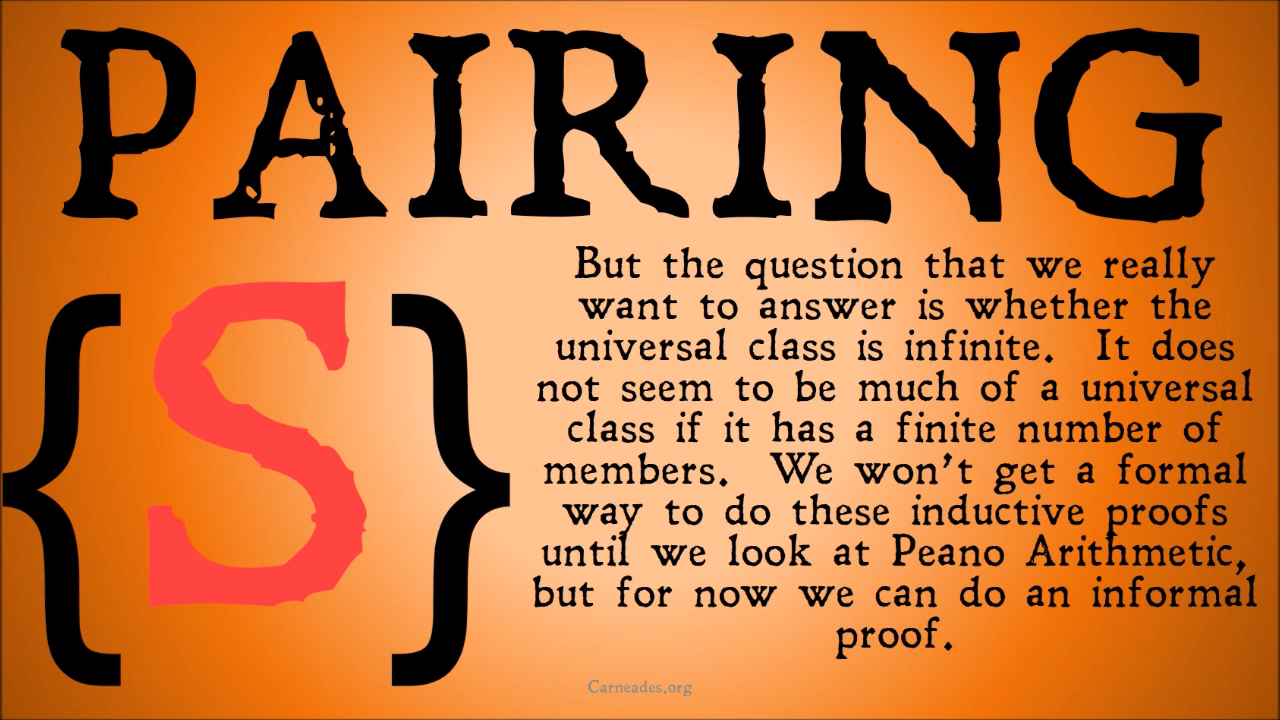 PAIRING
{S}
But the question that we really
want to answer is whether the
universal class is infinite.  It does
not seem to be much of a universal
class if it has a finite number of
members.  We won't get a formal
way to do these inductive proofs
until we look at Peano Arithmetic,
but for now we can do an informal
proof.
Carneades.org